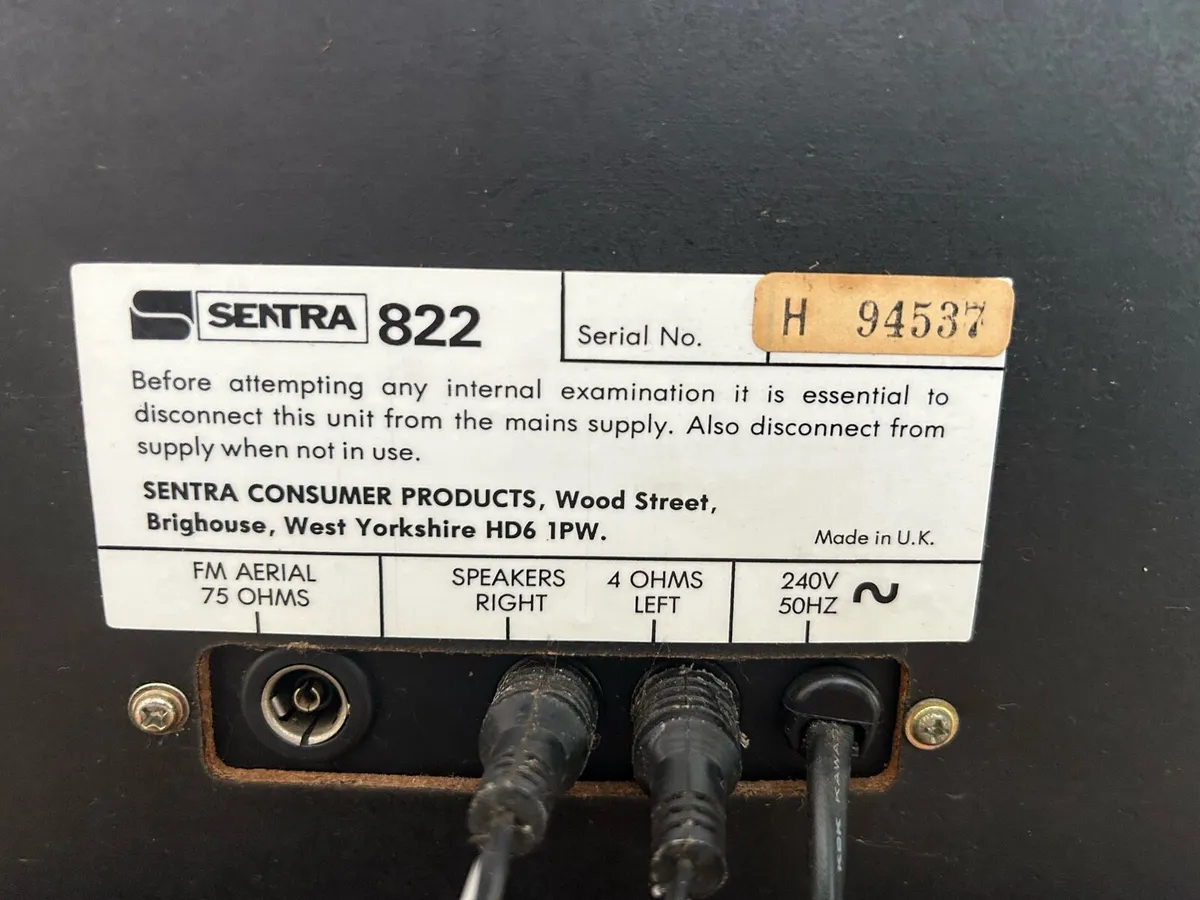 SENTRA 822
Serial No. H 94537
Before attempting any internal examination it is essential to
disconnect this unit from the mains supply. Also disconnect from
supply when not in use.
SENTRA CONSUMER PRODUCTS, Wood Street,
Brighouse, West Yorkshire HD6 1PW.
Made in U.K.
FM AERIAL
75 OHMS
SPEAKERS 4 OHMS
RIGHT LEFT
240V ~
50HZ